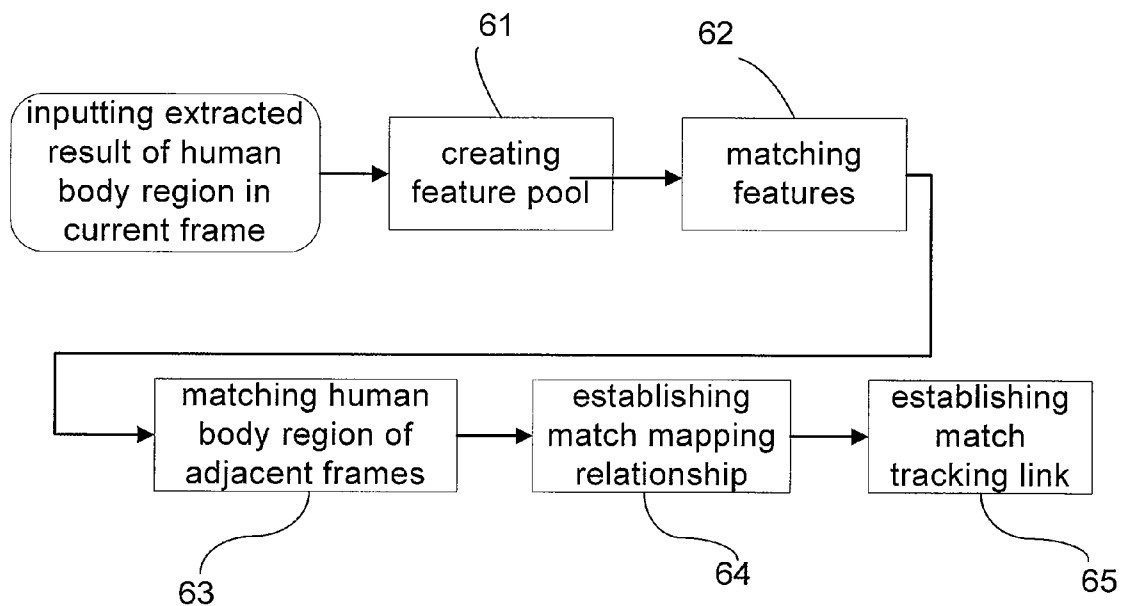 61
62
inputting extracted
result of human
body region in
current frame
creating
feature pool
matching
features
matching human
body region of
adjacent frames
establishing
match mapping
relationship
establishing
match
tracking link
63
64
65